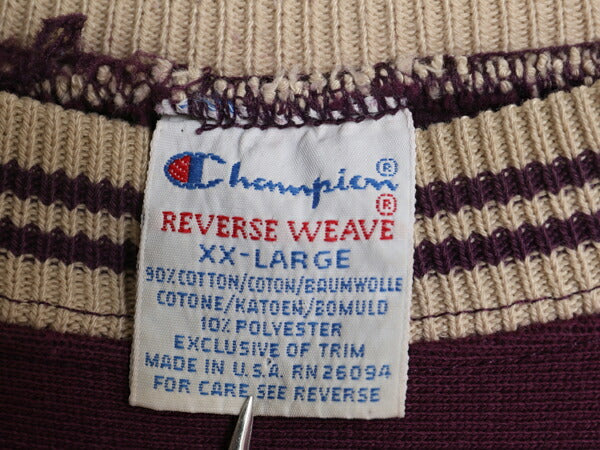 Champion®
REVERSE WEAVE®
XX-LARGE
90% COTTON/COTON/BAUMWOLLE
COTONE/KATOEN/BOMULD
10% POLYESTER
EXCLUSIVE OF TRIM
MADE IN U.S.A. RN 26094
FOR CARE SEE REVERSE